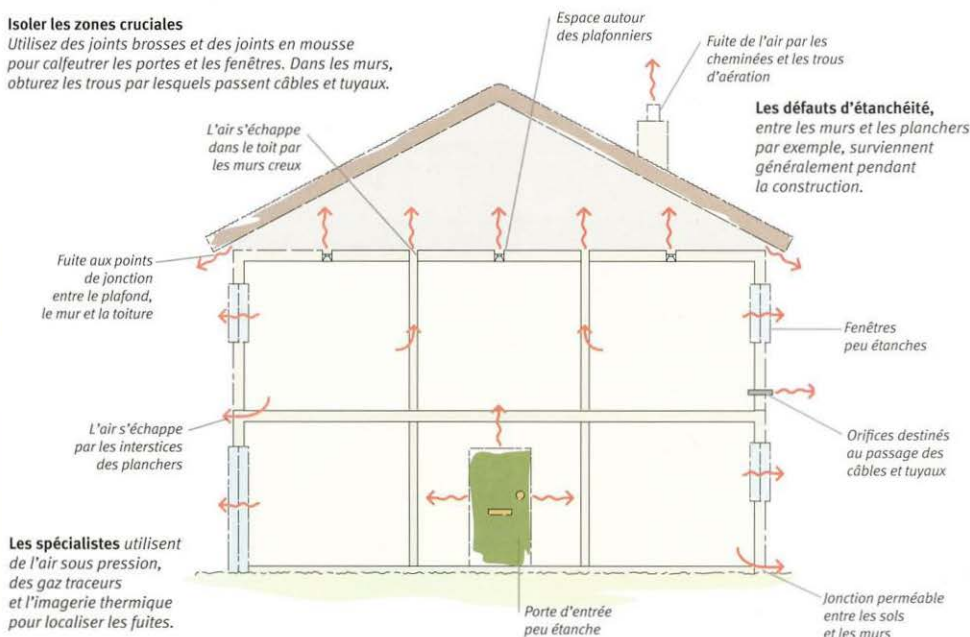 Isoler les zones cruciales
Utilisez des joints brosses et des joints en mousse
pour calfeutrer les portes et les fenêtres. Dans les murs,
obturez les trous par lesquels passent câbles et tuyaux.
Espace autour
des plafonniers
Fuite de l'air par les
cheminées et les trous
d'aération
Les défauts d'étanchéité,
entre les murs et les planchers
par exemple, surviennent
généralement pendant
la construction.
L'air s'échappe
dans le toit par
les murs creux
Fuite aux points
de jonction
entre le plafond,
le mur et la toiture
Fenêtres
peu étanches
L'air s'échappe
par les interstices
des planchers
Orifices destinés
au passage des
câbles et tuyaux
Les spécialistes utilisent
de l'air sous pression,
des gaz traceurs
et l'imagerie thermique
pour localiser les fuites.
Porte d'entrée
peu étanche
Jonction perméable
entre les sols
et les murs